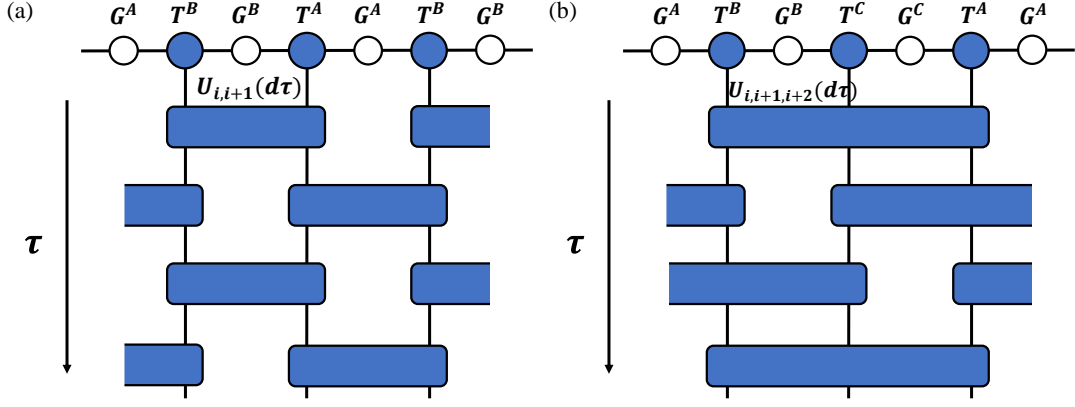 (a)
G^A T^B G^B T^A G^A T^B G^B
U_{i,i+1}(dτ)
τ
(b)
G^A T^B G^B T^C G^C T^A G^A
U_{i,i+1,i+2}(dτ)
τ